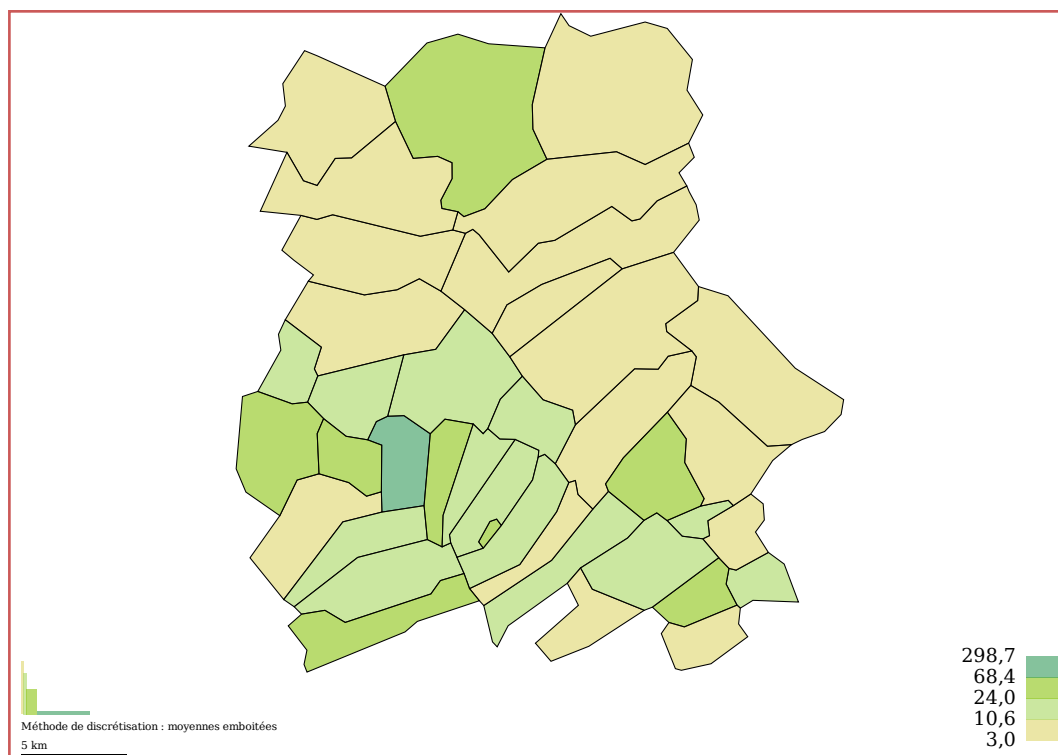 298,7
68,4
24,0
10,6
3,0
Méthode de discrétisation : moyennes emboitées
5 km